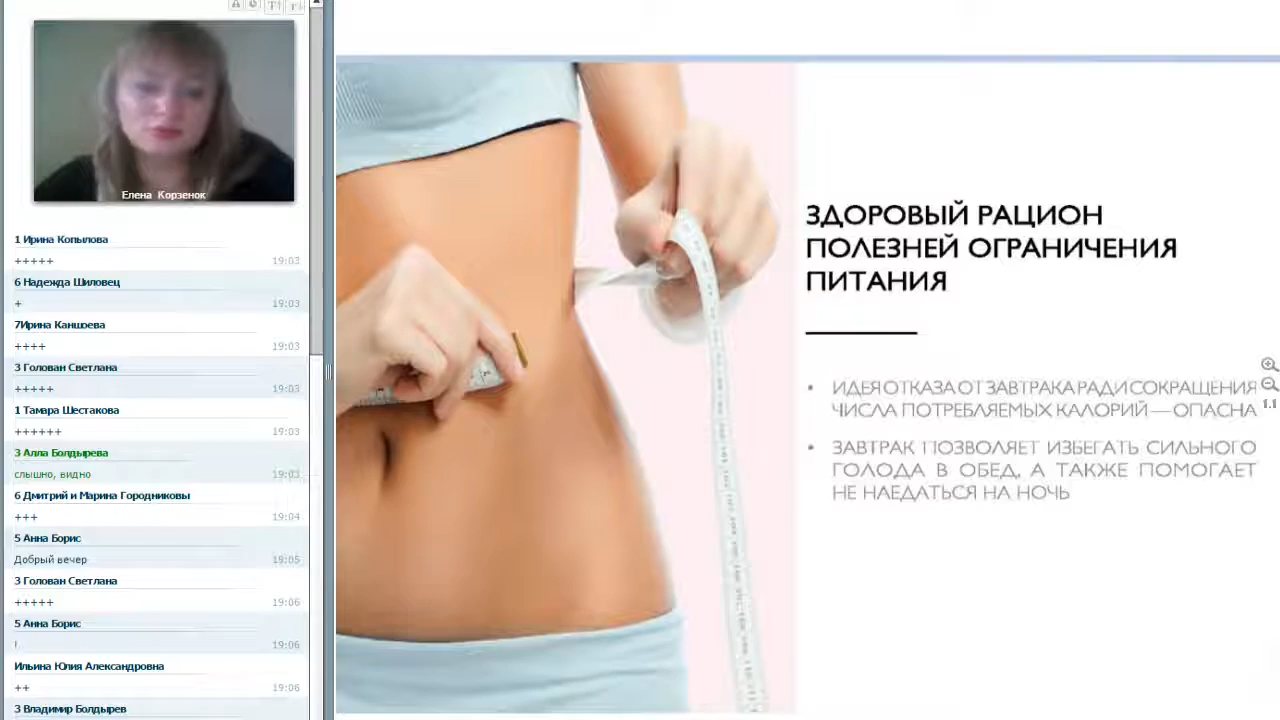 Елена Корзенок
1 Ирина Копылова
+++++ 19:03
6 Надежда Шиловец
+ 19:03
7Ирина Каншоева
++++ 19:03
3 Голован Светлана
+++++ 19:03
1 Тамара Шестакова
++++++ 19:03
3 Алла Болдырева
слышно, видно 19:03
6 Дмитрий и Марина Городниковы
+++ 19:04
5 Анна Борис
Добрый вечер 19:05
3 Голован Светлана
+++++ 19:06
5 Анна Борис
! 19:06
Ильина Юлия Александровна
++ 19:06
3 Владимир Болдырев
ЗДОРОВЫЙ РАЦИОН
ПОЛЕЗНЕЙ ОГРАНИЧЕНИЯ
ПИТАНИЯ
• ИДЕЯ ОТКАЗА ОТ ЗАВТРАКА РАДИ СОКРАЩЕНИЯ
ЧИСЛА ПОТРЕБЛЯЕМЫХ КАЛОРИЙ — ОПАСНА
• ЗАВТРАК ПОЗВОЛЯЕТ ИЗБЕГАТЬ СИЛЬНОГО
ГОЛОДА В ОБЕД, А ТАКЖЕ ПОМОГАЕТ
НЕ НАЕДАТЬСЯ НА НОЧЬ
1.1